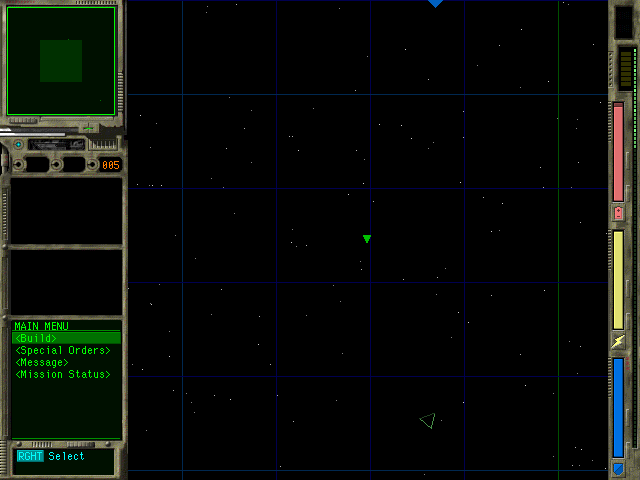 005
MAIN MENU
<Build>
<Special Orders>
<Message>
<Mission Status>
RGHT Select